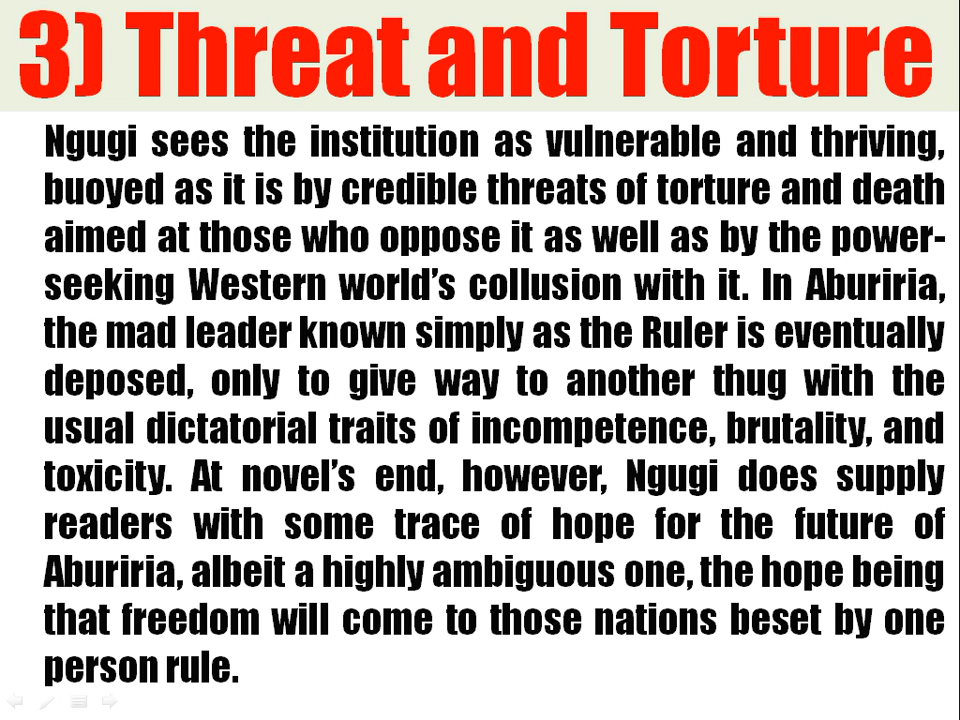 3) Threat and Torture
Ngugi sees the institution as vulnerable and thriving,
buoyed as it is by credible threats of torture and death
aimed at those who oppose it as well as by the power-
seeking Western world's collusion with it. In Aburiria,
the mad leader known simply as the Ruler is eventually
deposed, only to give way to another thug with the
usual dictatorial traits of incompetence, brutality, and
toxicity. At novel's end, however, Ngugi does supply
readers with some trace of hope for the future of
Aburiria, albeit a highly ambiguous one, the hope being
that freedom will come to those nations beset by one
person rule.